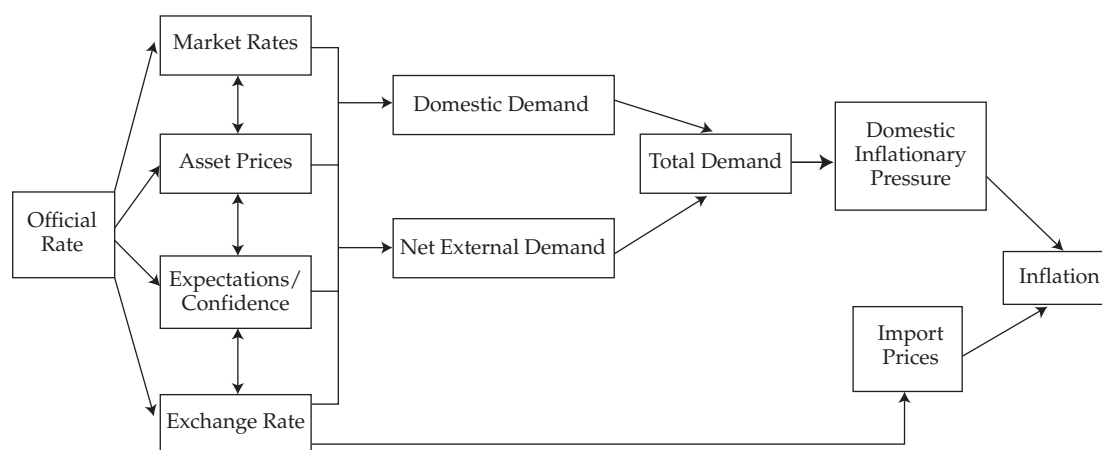 Market Rates
Asset Prices
Official
Rate
Expectations/
Confidence
Exchange Rate
Domestic Demand
Net External Demand
Total Demand
Domestic
Inflationary
Pressure
Import
Prices
Inflation